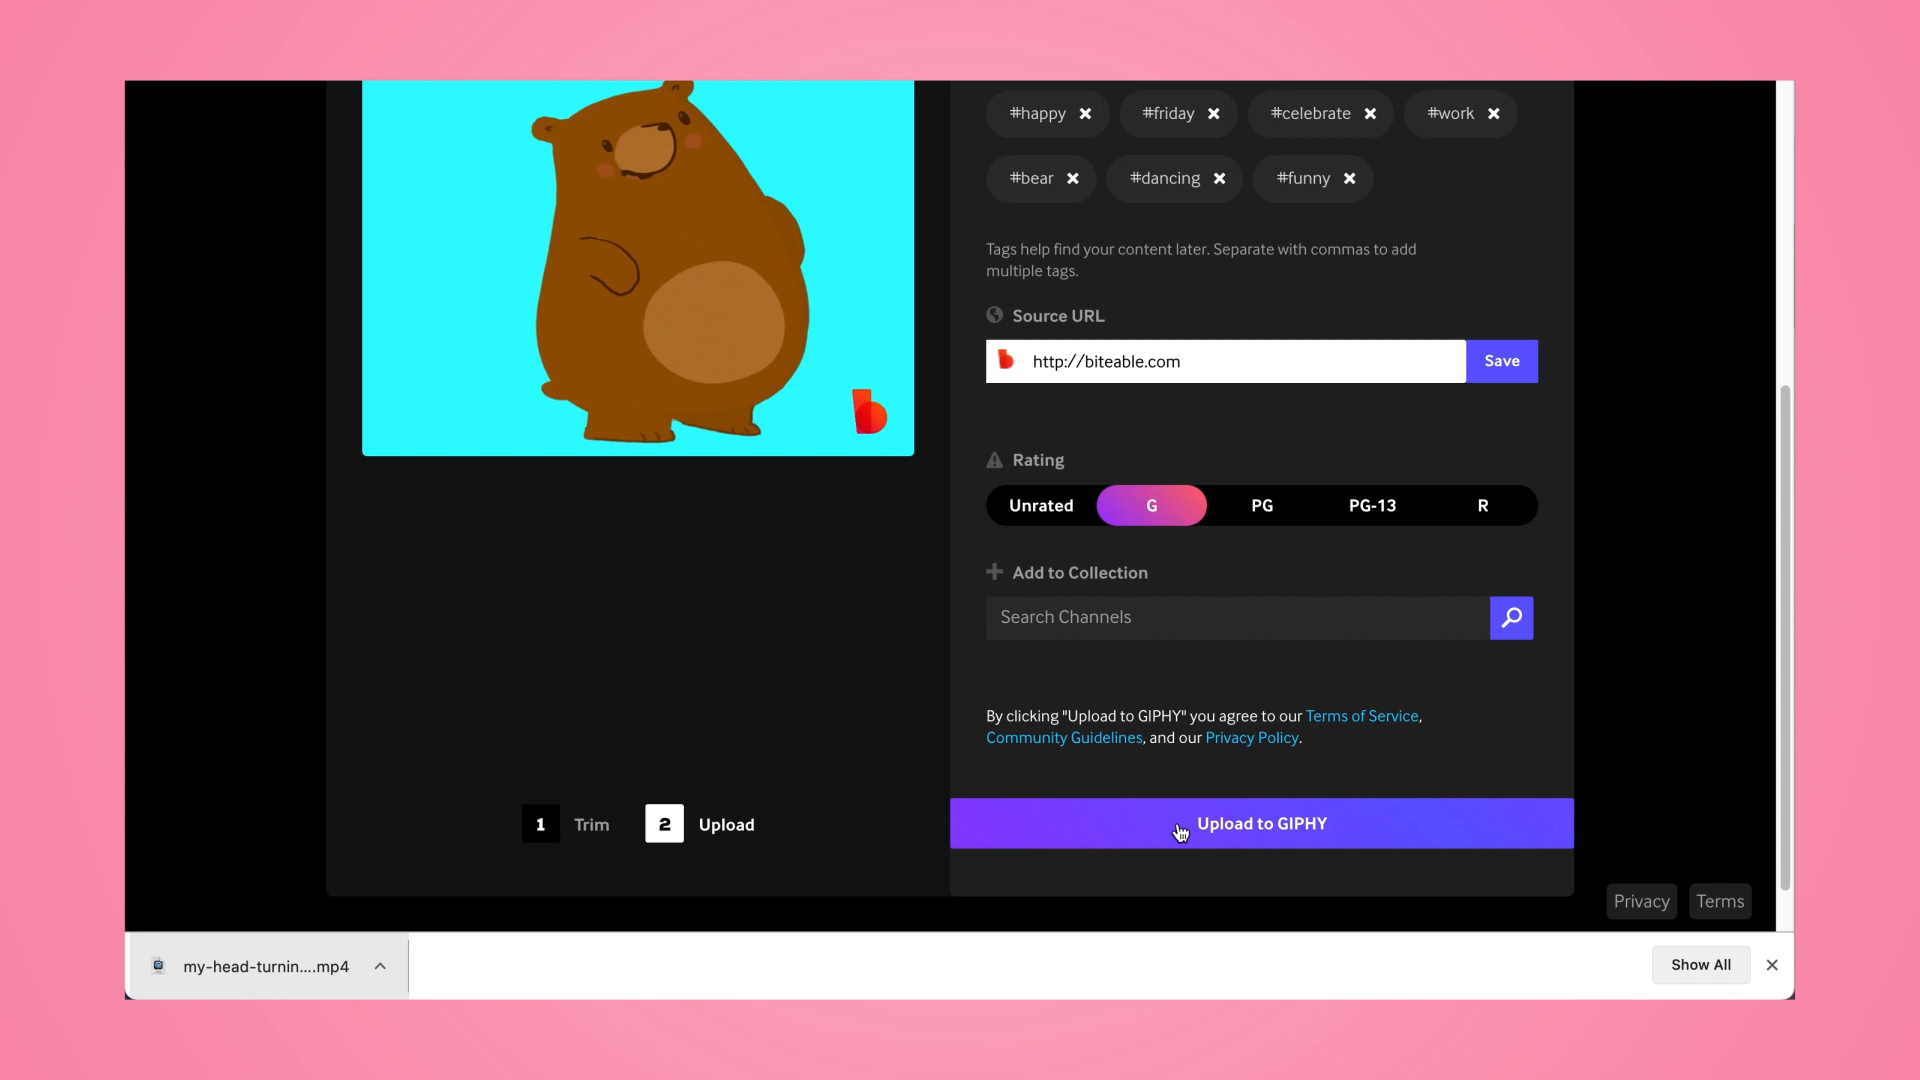 #happy #friday #celebrate #work
#bear #dancing #funny
Tags help find your content later. Separate with commas to add
multiple tags.
Source URL
http://biteable.com Save
Rating
Unrated G PG PG-13 R
Add to Collection
Search Channels
By clicking "Upload to GIPHY" you agree to our Terms of Service,
Community Guidelines, and our Privacy Policy.
1 Trim 2 Upload
Upload to GIPHY
Privacy Terms
my-head-turnin....mp4 Show All